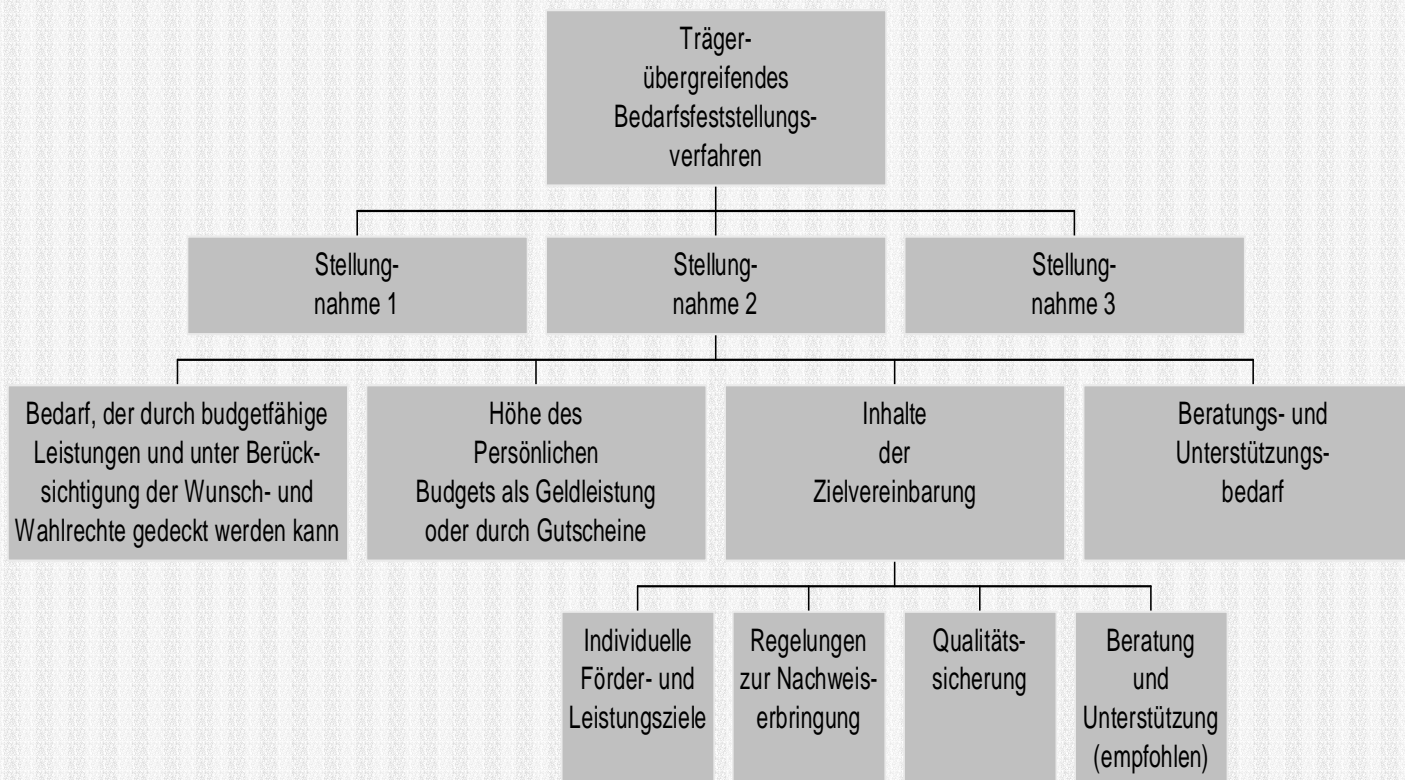 Träger-
übergreifendes
Bedarfsfeststellungs-
verfahren
Stellung-
nahme 1
Stellung-
nahme 2
Stellung-
nahme 3
Bedarf, der durch budgetfähige
Leistungen und unter Berück-
sichtigung der Wunsch- und
Wahlrechte gedeckt werden kann
Höhe des
Persönlichen
Budgets als Geldleistung
oder durch Gutscheine
Inhalte
der
Zielvereinbarung
Beratungs- und
Unterstützungs-
bedarf
Individuelle
Förder- und
Leistungsziele
Regelungen
zur Nachweis-
erbringung
Qualitäts-
sicherung
Beratung
und
Unterstützung
(empfohlen)